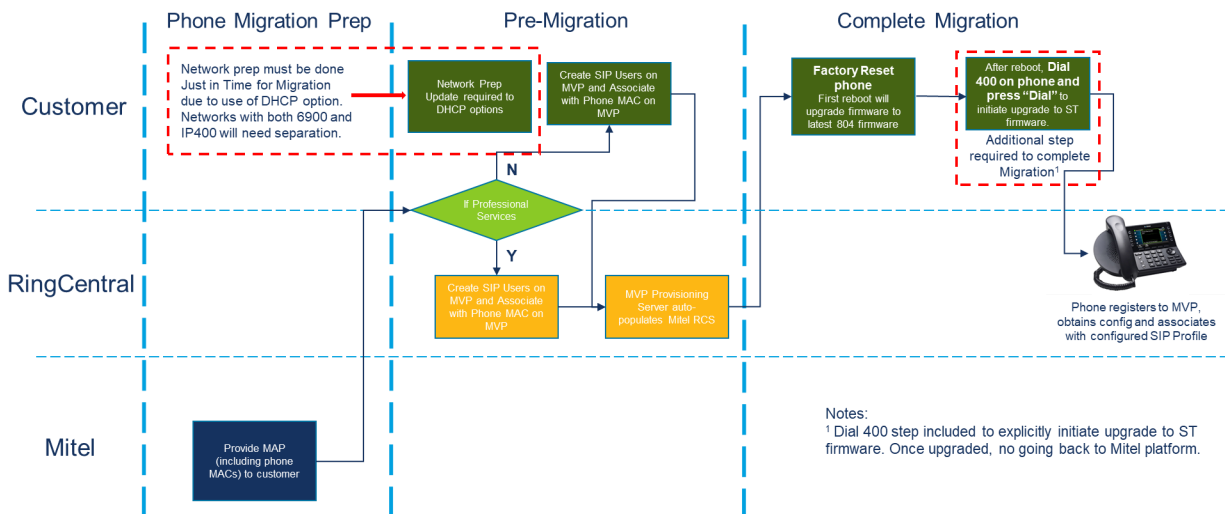 Phone Migration Prep
Pre-Migration
Complete Migration
Customer
Network prep must be done
Just in Time for Migration
due to use of DHCP option.
Networks with both 6900 and
IP400 will need separation.
Network Prep
Update required to
DHCP options
Create SIP Users on
MVP and Associate
with Phone MAC on
MVP
Factory Reset
phone
First reboot will
upgrade firmware to
latest 804 firmware
After reboot, Dial
400 on phone and
press “Dial” to
initiate upgrade to ST
firmware.
Additional step
required to complete
Migration¹
N
If Professional
Services
Y
RingCentral
Create SIP Users on
MVP and Associate
with Phone MAC on
MVP
MVP Provisioning
Server auto-
populates Mitel RCS
Phone registers to MVP,
obtains config and associates
with configured SIP Profile
Mitel
Provide MAP
(including phone
MACs) to customer
Notes:
¹ Dial 400 step included to explicitly initiate upgrade to ST
firmware. Once upgraded, no going back to Mitel platform.